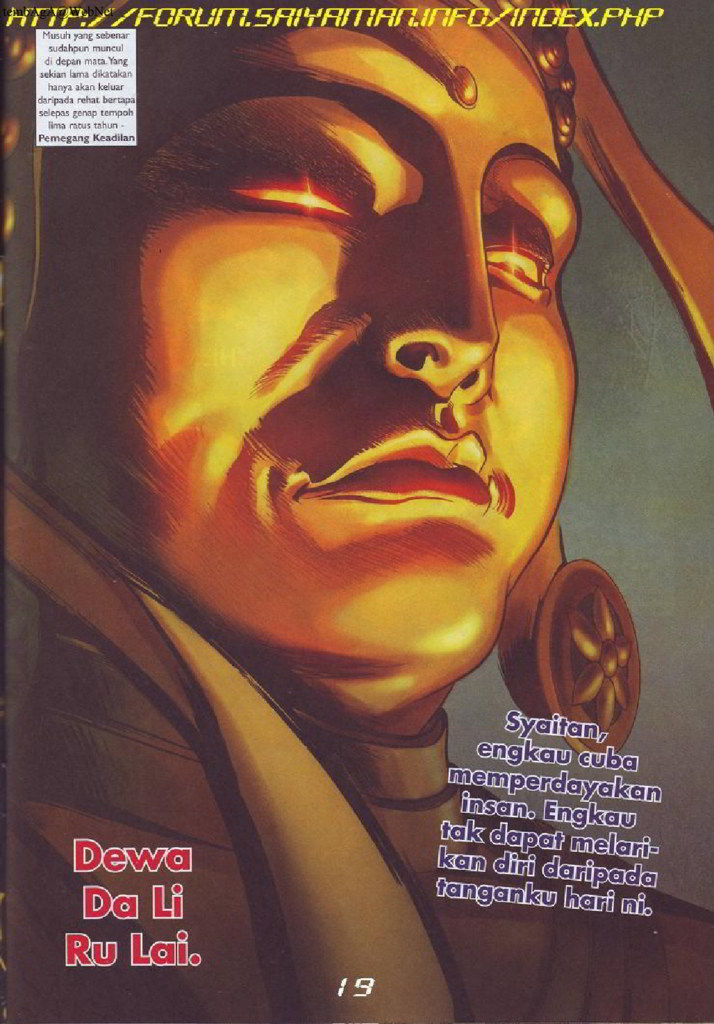 HTTP://FORUM.SAIYAMAN.INFO/INDEX.PHP
Musuh yang sebenar
sudahpun muncul
di depan mata. Yang
sekian lama dikatakan
hanya akan keluar
daripada rehat bertapa
selepas genap tempoh
lima ratus tahun -
Pemegang Keadilan
Syaitan,
engkau cuba
memperdayakan
insan. Engkau
tak dapat melari-
kan diri daripada
tanganku hari ni.
Dewa
Da Li
Ru Lai.
19